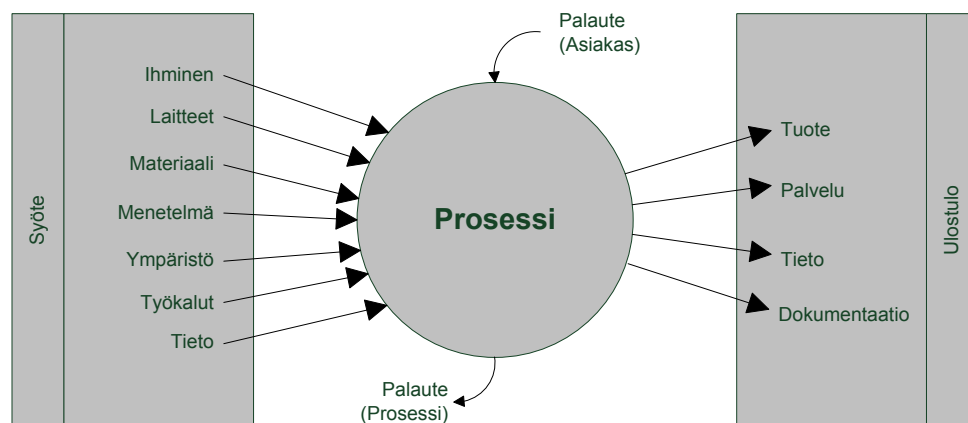 Syöte
Ihminen
Laitteet
Materiaali
Menetelmä
Ympäristö
Työkalut
Tieto
Palaute
(Asiakas)
Prosessi
Palaute
(Prosessi)
Tuote
Palvelu
Tieto
Dokumentaatio
Ulostulo